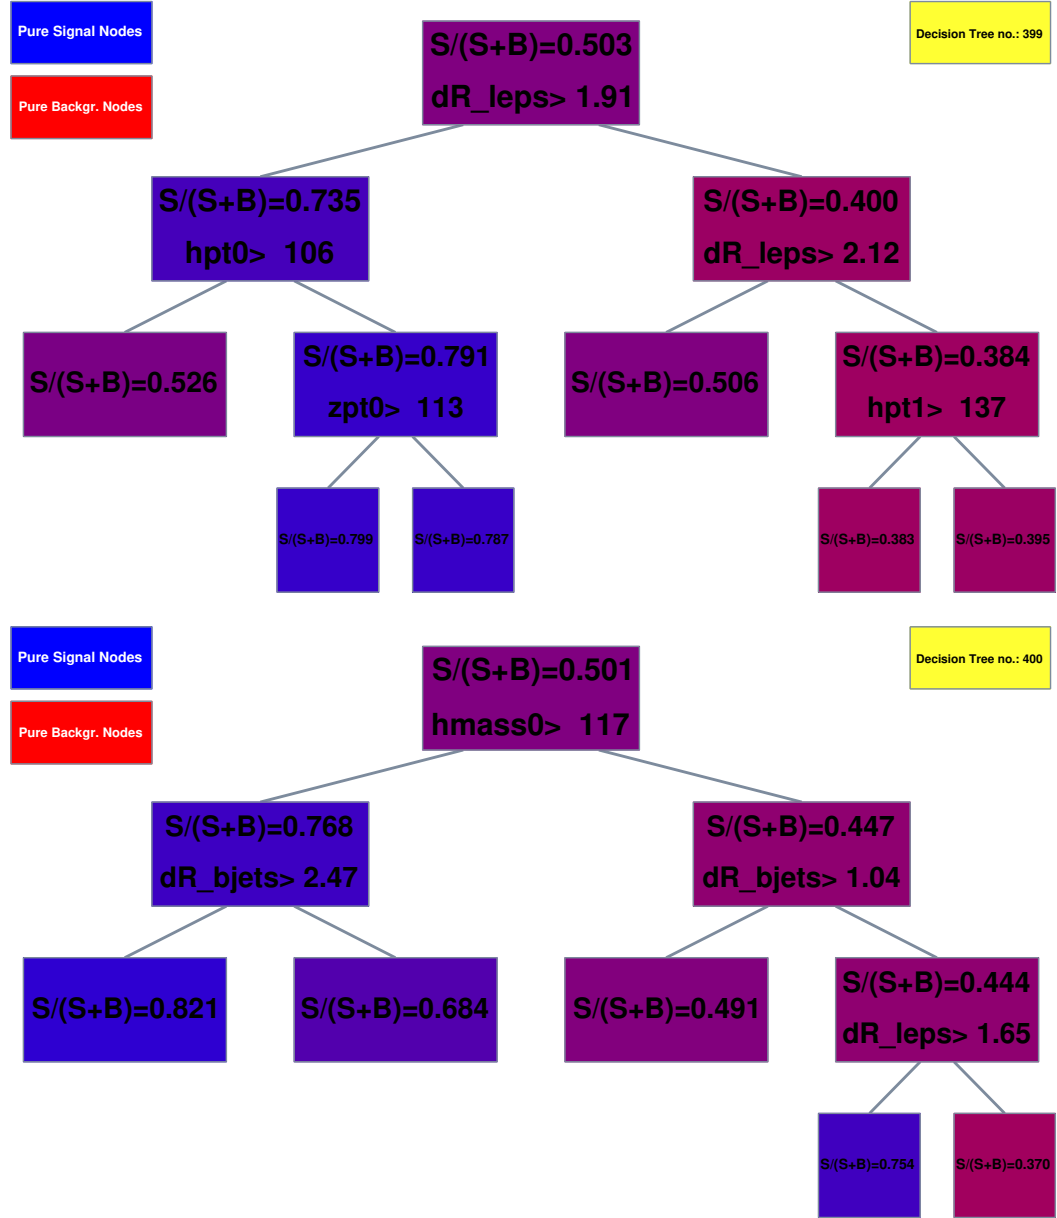 Pure Signal Nodes
Pure Backgr. Nodes
Decision Tree no.: 399
S/(S+B)=0.503
dR_leps> 1.91
S/(S+B)=0.735
hpt0> 106
S/(S+B)=0.400
dR_leps> 2.12
S/(S+B)=0.526
S/(S+B)=0.791
zpt0> 113
S/(S+B)=0.506
S/(S+B)=0.384
hpt1> 137
S/(S+B)=0.799
S/(S+B)=0.787
S/(S+B)=0.383
S/(S+B)=0.395
Pure Signal Nodes
Pure Backgr. Nodes
Decision Tree no.: 400
S/(S+B)=0.501
hmass0> 117
S/(S+B)=0.768
dR_bjets> 2.47
S/(S+B)=0.447
dR_bjets> 1.04
S/(S+B)=0.821
S/(S+B)=0.684
S/(S+B)=0.491
S/(S+B)=0.444
dR_leps> 1.65
S/(S+B)=0.754
S/(S+B)=0.370